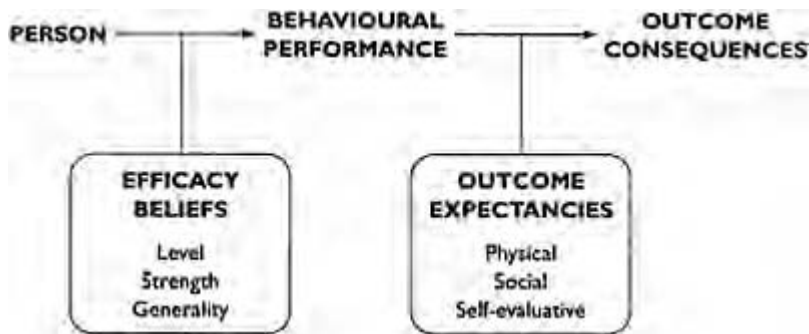 PERSON
BEHAVIOURAL
PERFORMANCE
OUTCOME
CONSEQUENCES
EFFICACY
BELIEFS
Level
Strength
Generality
OUTCOME
EXPECTANCIES
Physical
Social
Self-evaluative